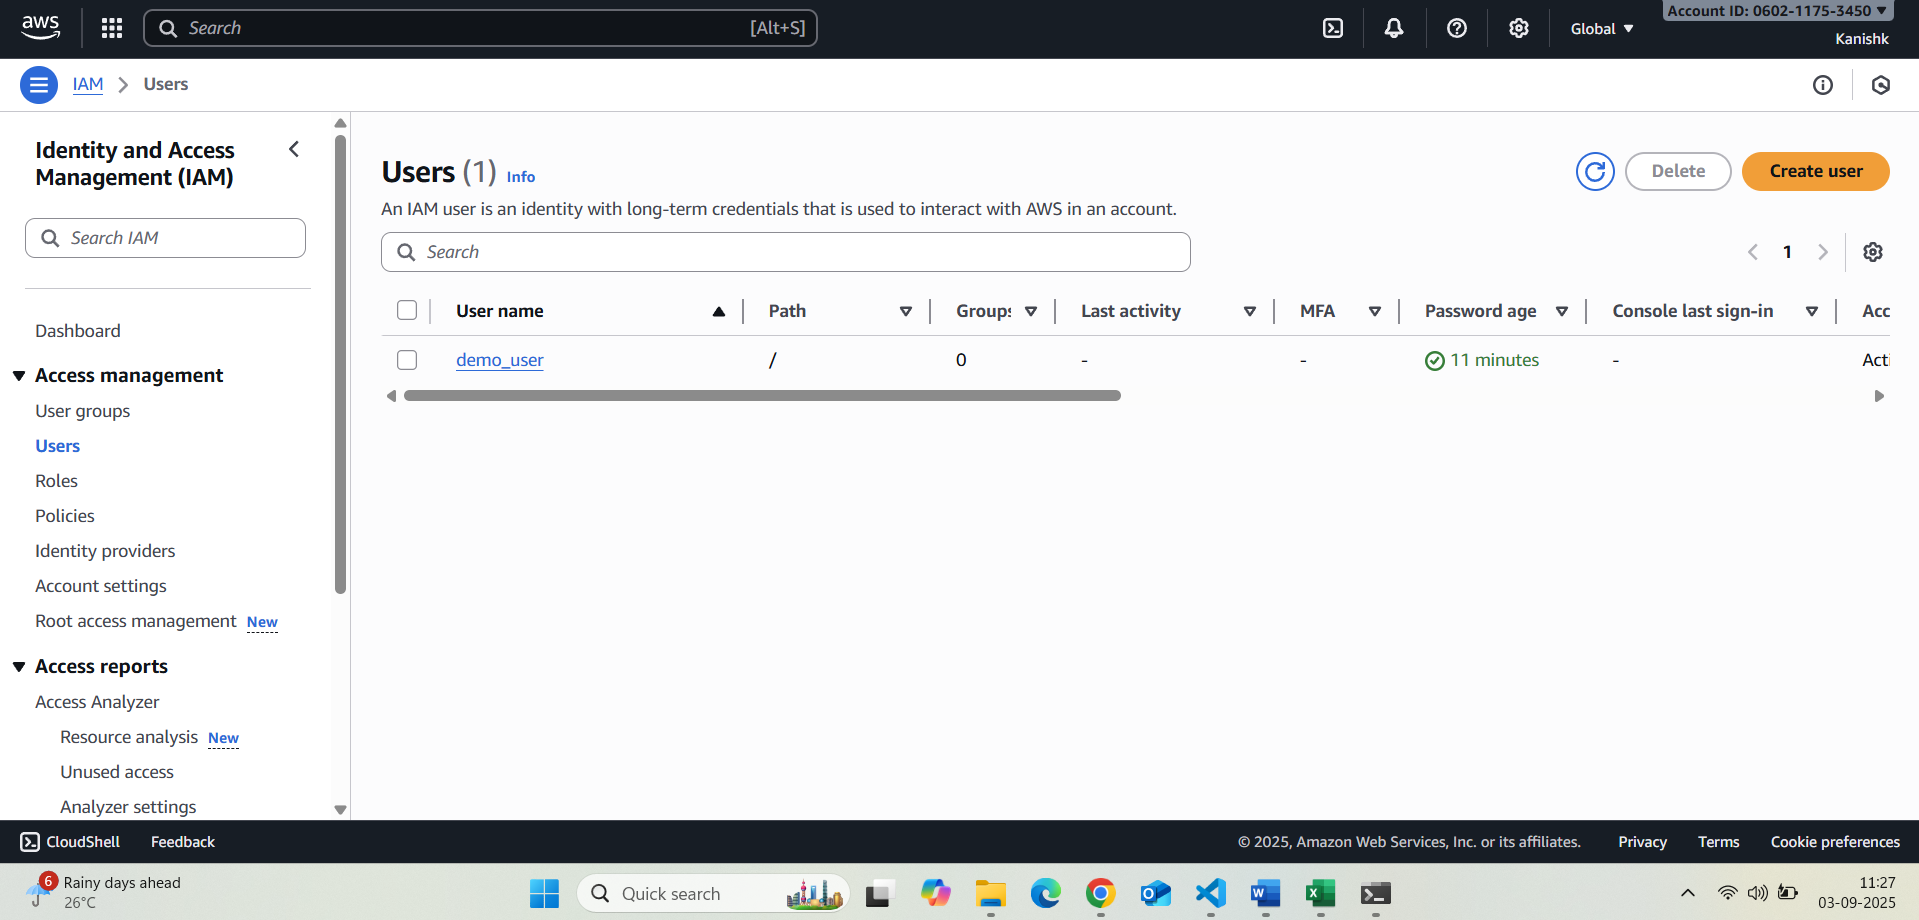 aws
Search
[Alt+S]
Global
Account ID: 0602-1175-3450
Kanishk
IAM
Users
Identity and Access
Management (IAM)
Search IAM
Dashboard
Access management
User groups
Users
Roles
Policies
Identity providers
Account settings
Root access management New
Access reports
Access Analyzer
Resource analysis New
Unused access
Analyzer settings
Users (1) Info
Delete
Create user
An IAM user is an identity with long-term credentials that is used to interact with AWS in an account.
Search
1
User name Path Groups Last activity MFA Password age Console last sign-in Acc
demo_user / 0 - - 11 minutes - Acti
CloudShell Feedback
© 2025, Amazon Web Services, Inc. or its affiliates. Privacy Terms Cookie preferences
6
Rainy days ahead
26°C
Quick search
11:27
03-09-2025